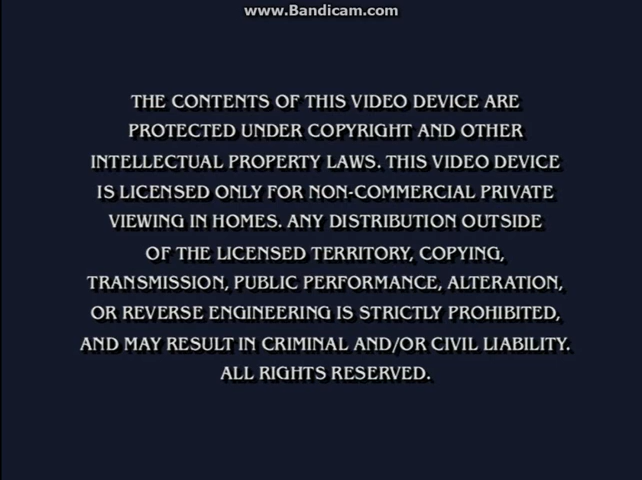 www.Bandicam.com
THE CONTENTS OF THIS VIDEO DEVICE ARE
PROTECTED UNDER COPYRIGHT AND OTHER
INTELLECTUAL PROPERTY LAWS. THIS VIDEO DEVICE
IS LICENSED ONLY FOR NON-COMMERCIAL PRIVATE
VIEWING IN HOMES. ANY DISTRIBUTION OUTSIDE
OF THE LICENSED TERRITORY, COPYING,
TRANSMISSION, PUBLIC PERFORMANCE, ALTERATION,
OR REVERSE ENGINEERING IS STRICTLY PROHIBITED,
AND MAY RESULT IN CRIMINAL AND/OR CIVIL LIABILITY.
ALL RIGHTS RESERVED.